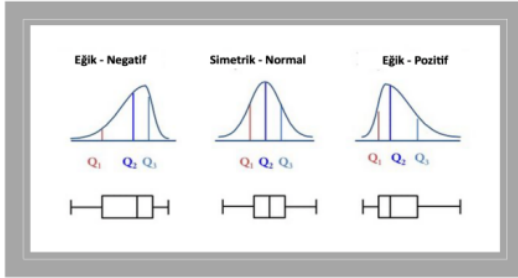 Eğik - Negatif
Simetrik - Normal
Eğik - Pozitif
Q₁ Q₂ Q₃
Q₁ Q₂ Q₃
Q₁ Q₂ Q₃